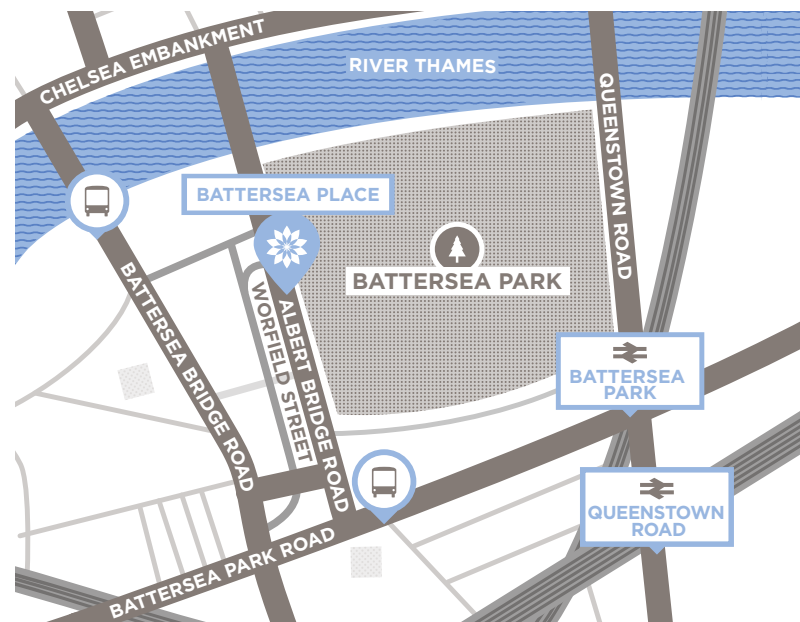 CHELSEA EMBANKMENT
RIVER THAMES
QUEENSTOWN ROAD
BATTERSEA PLACE
BATTERSEA PARK
BATTERSEA BRIDGE ROAD
WORFIELD STREET
ALBERT BRIDGE ROAD
BATTERSEA
PARK
QUEENSTOWN
ROAD
BATTERSEA PARK ROAD